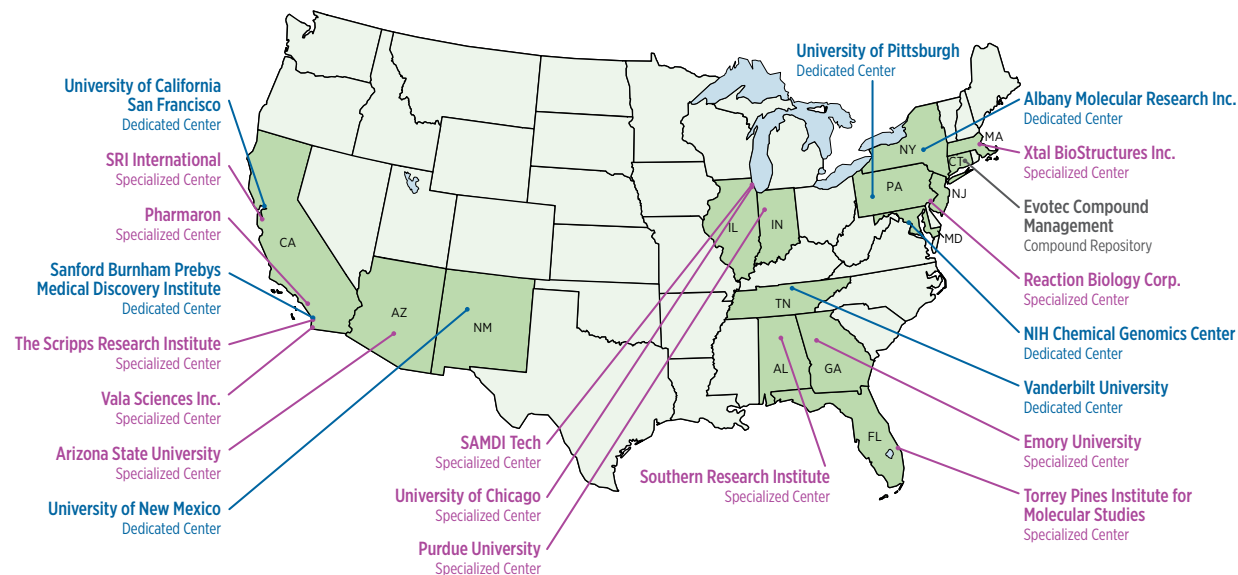 University of California
San Francisco
Dedicated Center
SRI International
Specialized Center
Pharmaron
Specialized Center
Sanford Burnham Prebys
Medical Discovery Institute
Dedicated Center
The Scripps Research Institute
Specialized Center
Vala Sciences Inc.
Specialized Center
Arizona State University
Specialized Center
University of New Mexico
Dedicated Center
CA
AZ
NM
SAMDI Tech
Specialized Center
University of Chicago
Specialized Center
Purdue University
Specialized Center
IL
IN
TN
AL
GA
FL
Southern Research Institute
Specialized Center
University of Pittsburgh
Dedicated Center
NY
PA
MA
CT
NJ
MD
Albany Molecular Research Inc.
Dedicated Center
Xtal BioStructures Inc.
Specialized Center
Evotec Compound
Management
Compound Repository
Reaction Biology Corp.
Specialized Center
NIH Chemical Genomics Center
Dedicated Center
Vanderbilt University
Dedicated Center
Emory University
Specialized Center
Torrey Pines Institute for
Molecular Studies
Specialized Center